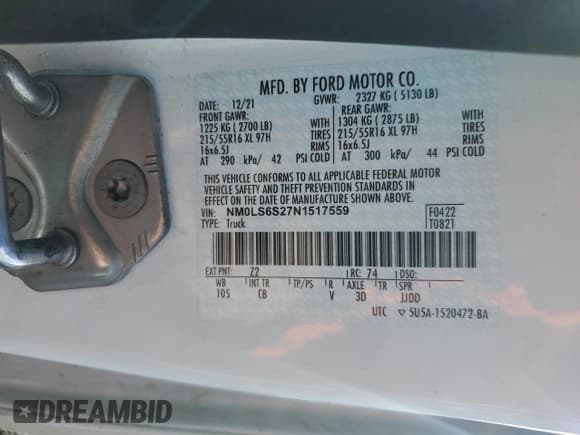 MFD. BY FORD MOTOR CO.
DATE: 12/21 GVWR: 2327 KG ( 5130 LB)
FRONT GAWR: REAR GAWR:
1225 KG ( 2700 LB) WITH 1304 KG ( 2875 LB) WITH
215/55R16 XL 97H TIRES 215/55R16 XL 97H TIRES
16x6.5J RIMS 16x6.5J RIMS
AT 290 kPa/ 42 PSI COLD AT 300 kPa/ 44 PSI COLD
THIS VEHICLE CONFORMS TO ALL APPLICABLE FEDERAL MOTOR
VEHICLE SAFETY AND THEFT PREVENTION STANDARDS IN
EFFECT ON THE DATE OF MANUFACTURE SHOWN ABOVE.
VIN: NM0LS6S27N1517559 F0422
TYPE: Truck T0821
EXT PNT: Z2 RC: 74 DSO:
WB INT TR TP/PS R AXLE TR SPR
105 CB V 3D JJDD
UTC ▽ 5U5A-1520472-BA
DREAMBID